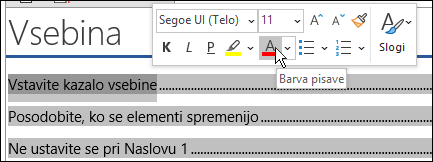 Vsebina
Segoe UI (Telo) 11 A A
K L P A Slogi
Barva pisave
Vstavite kazalo vsebine
Posodobite, ko se elementi spremenijo
Ne ustavite se pri Naslovu 1